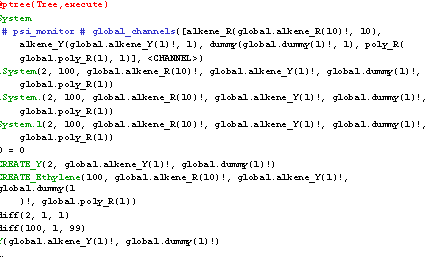 @ptree(Tree,execute)
System
# psi_monitor # global_channels([alkene_R(global.alkene_R(10)!, 10),
alkene_Y(global.alkene_Y(1)!, 1), dummy(global.dummy(1)!, 1), poly_R(
global.poly_R(1), 1)], <CHANNEL>)
.System(2, 100, global.alkene_R(10)!, global.alkene_Y(1)!, global.dummy(1)!,
global.poly_R(1))
.System.(2, 100, global.alkene_R(10)!, global.alkene_Y(1)!, global.dummy(1)!,
global.poly_R(1))
System.1(2, 100, global.alkene_R(10)!, global.alkene_Y(1)!, global.dummy(1)!,
global.poly_R(1))
0 = 0
CREATE_Y(2, global.alkene_Y(1)!, global.dummy(1)!)
CREATE_Ethylene(100, global.alkene_R(10)!, global.alkene_Y(1)!,
global.dummy(1
)!, global.poly_R(1))
diff(2, 1, 1)
diff(100, 1, 99)
Y(global.alkene_Y(1)!, global.dummy(1)!)